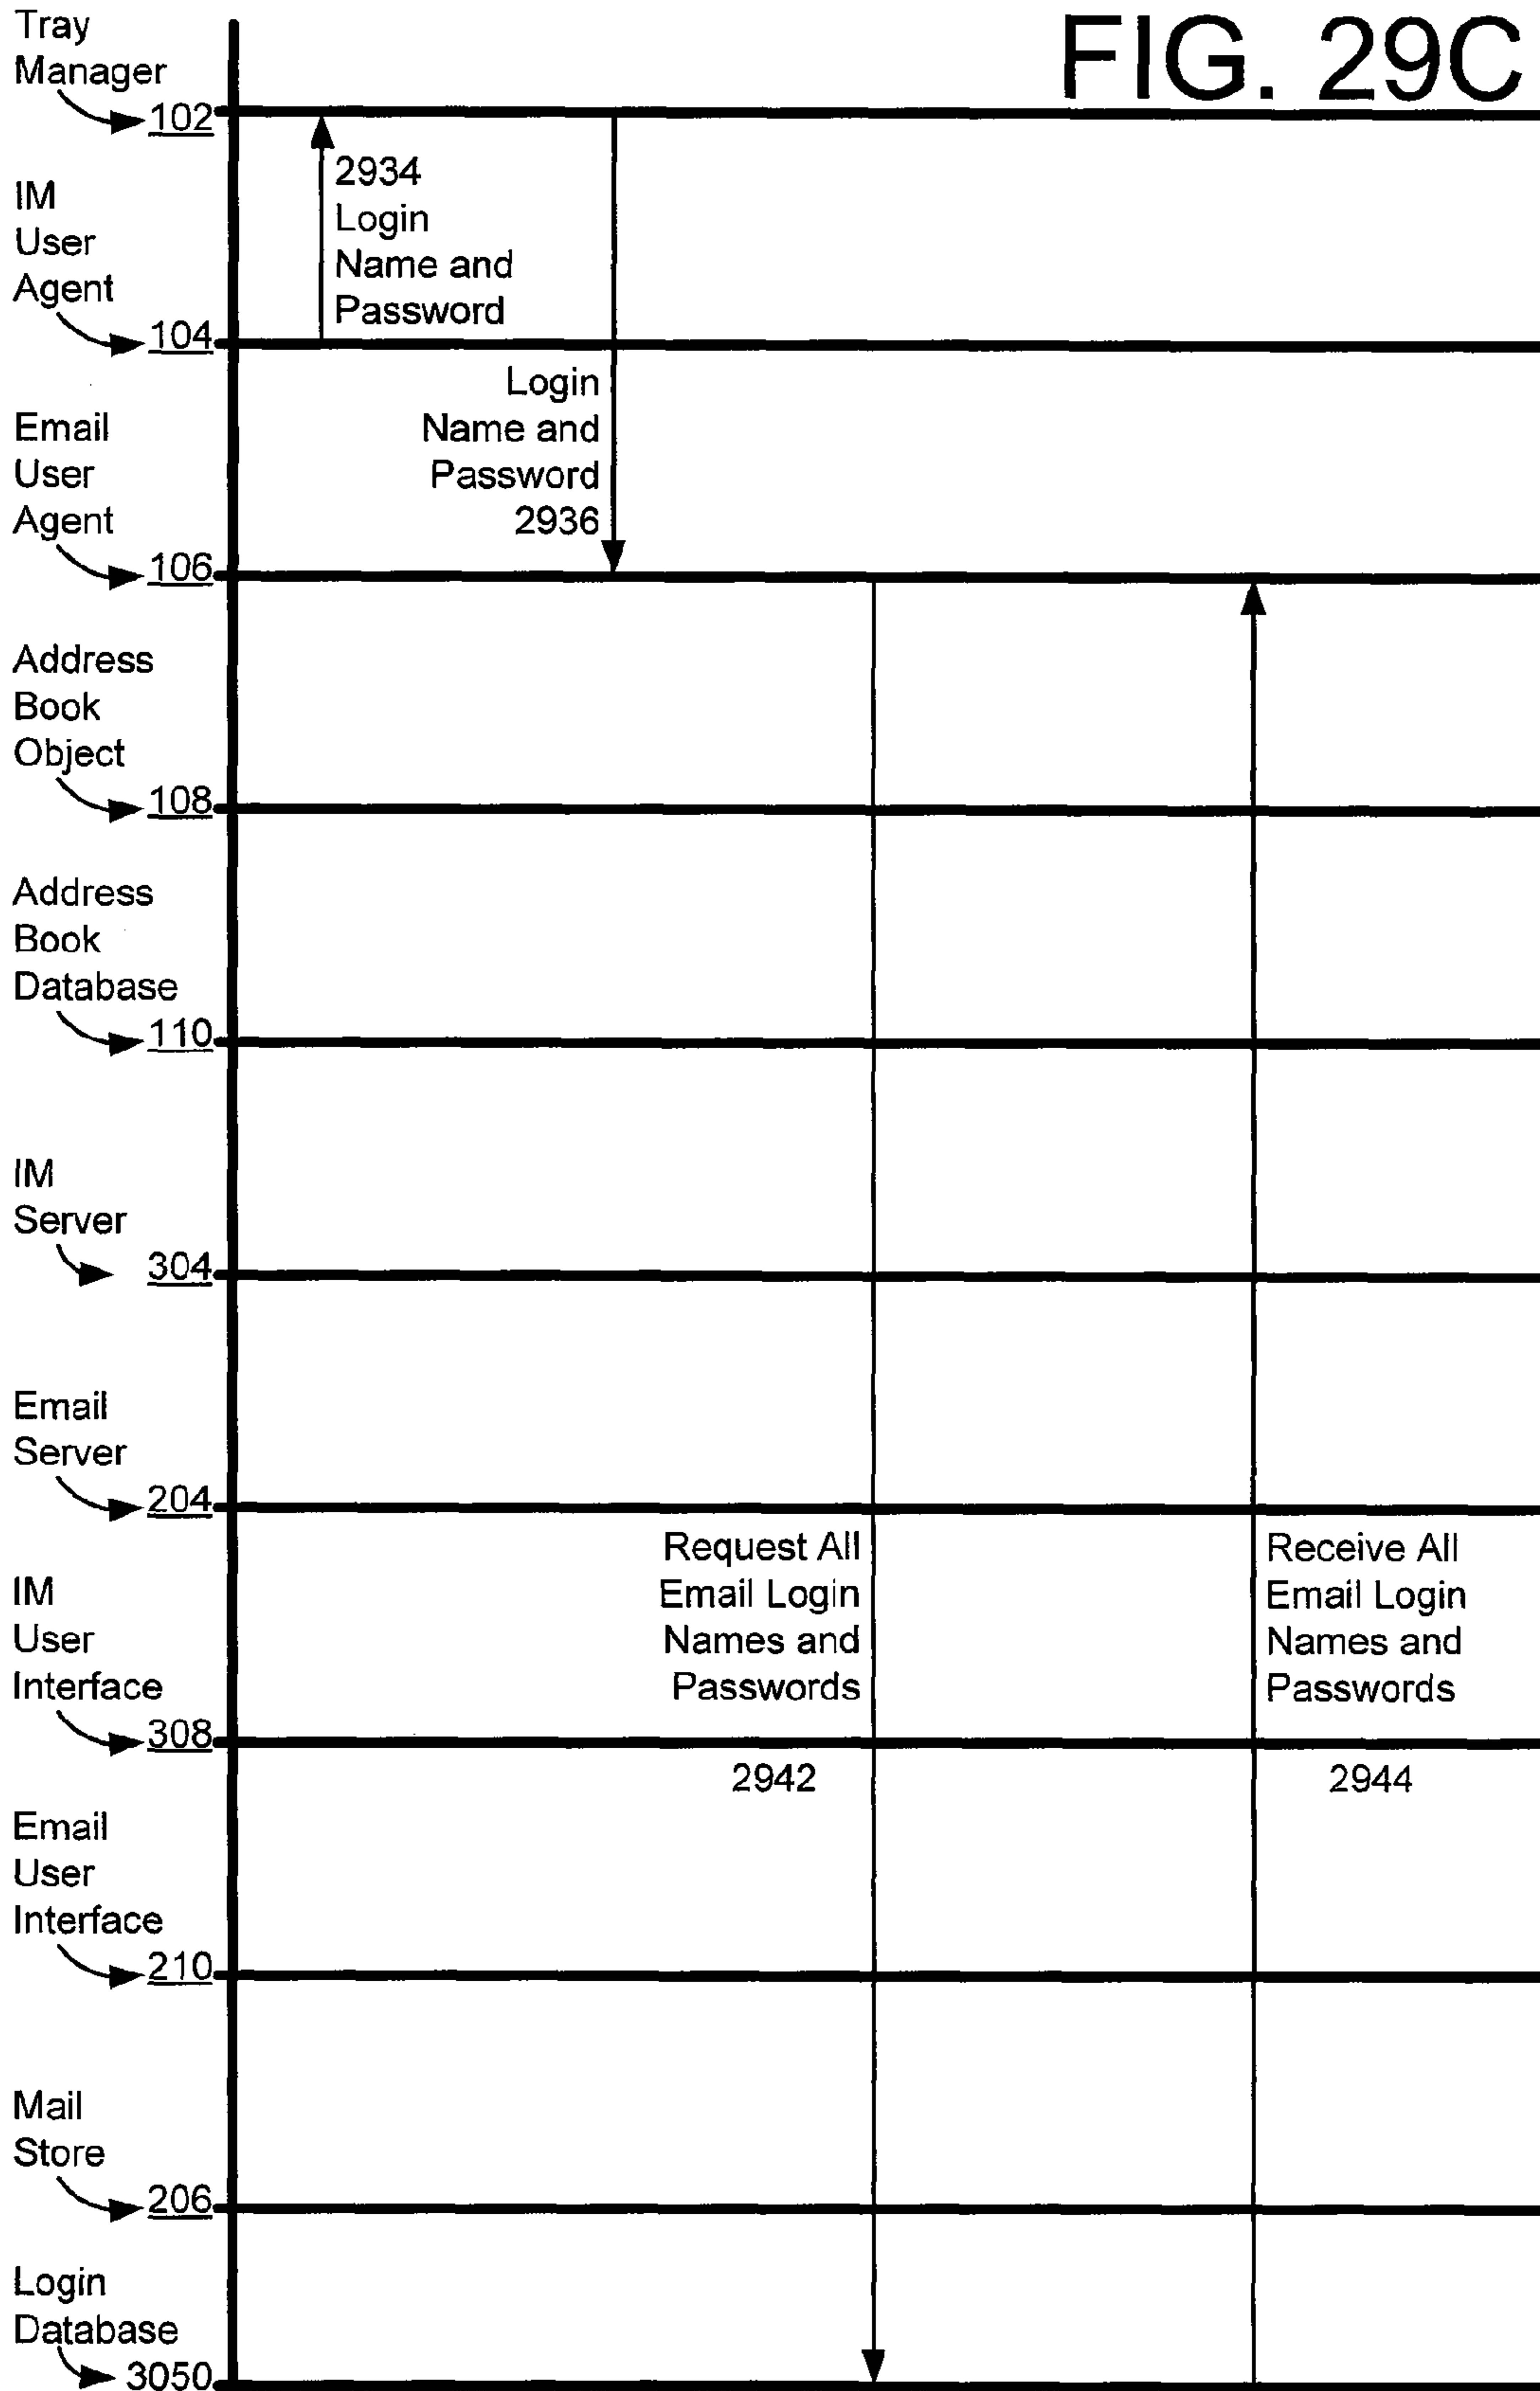 FIG. 29C
Tray
Manager
102
2934
Login
Name and
Password
IM
User
Agent
104
Login
Name and
Password
2936
Email
User
Agent
106
Address
Book
Object
108
Address
Book
Database
110
IM
Server
304
Email
Server
204
Request All
Email Login
Names and
Passwords
2942
Receive All
Email Login
Names and
Passwords
2944
IM
User
Interface
308
Email
User
Interface
210
Mail
Store
206
Login
Database
3050